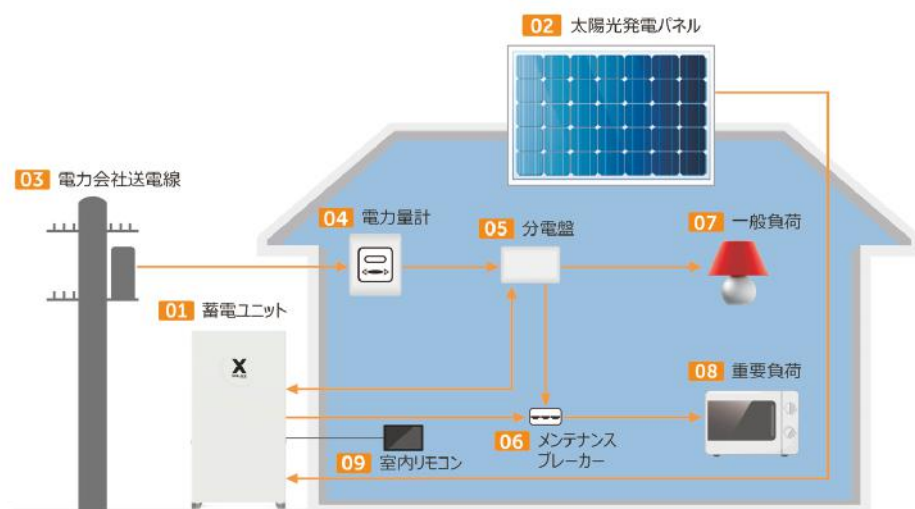 02 太陽光発電パネル
03 電力会社送電線
04 電力量計
05 分電盤
07 一般負荷
01 蓄電ユニット
X
08 重要負荷
06 メンテナンス
ブレーカー
09 室内リモコン